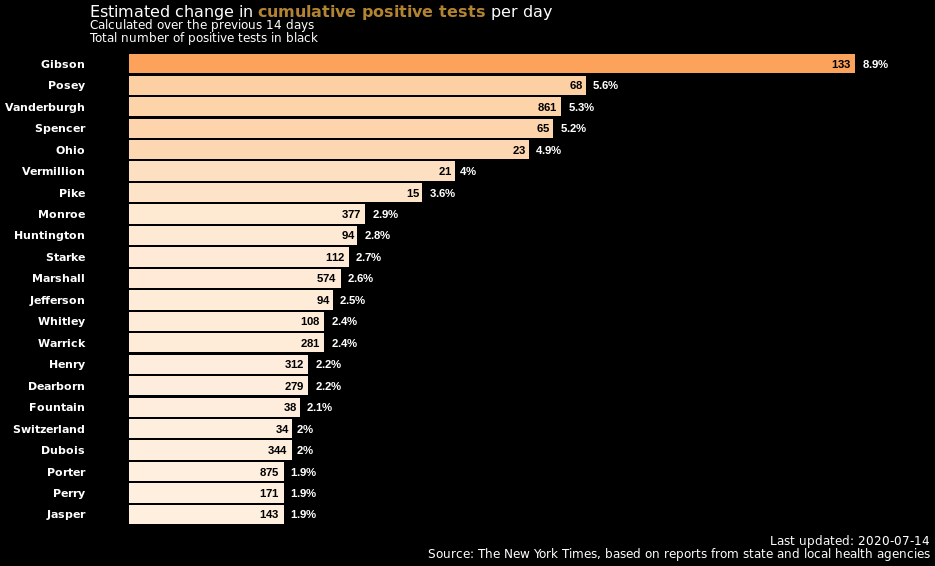 Estimated change in cumulative positive tests per day
Calculated over the previous 14 days
Total number of positive tests in black
Gibson 133 8.9%
Posey 68 5.6%
Vanderburgh 861 5.3%
Spencer 65 5.2%
Ohio 23 4.9%
Vermillion 21 4%
Pike 15 3.6%
Monroe 377 2.9%
Huntington 94 2.8%
Starke 112 2.7%
Marshall 574 2.6%
Jefferson 94 2.5%
Whitley 108 2.4%
Warrick 281 2.4%
Henry 312 2.2%
Dearborn 279 2.2%
Fountain 38 2.1%
Switzerland 34 2%
Dubois 344 2%
Porter 875 1.9%
Perry 171 1.9%
Jasper 143 1.9%
Last updated: 2020-07-14
Source: The New York Times, based on reports from state and local health agencies